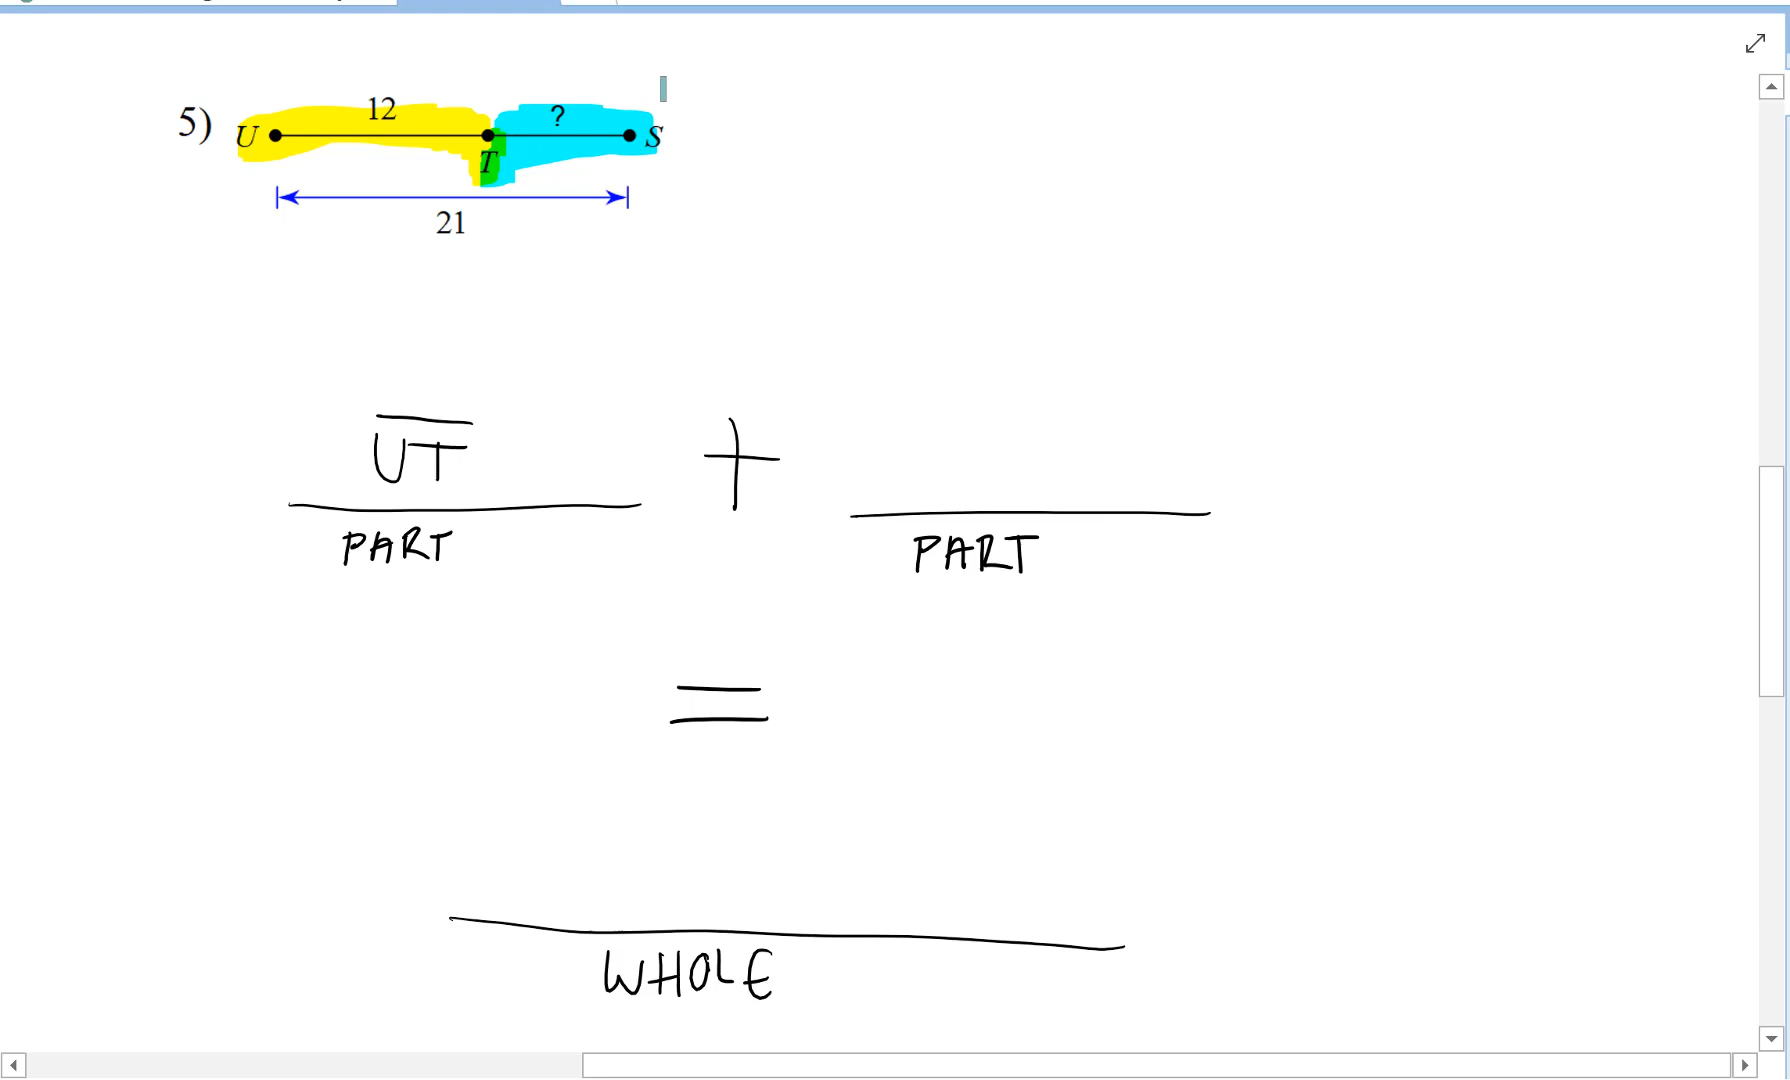 5) U 12 T ? S
21
UT +
PART PART
=
WHOLE